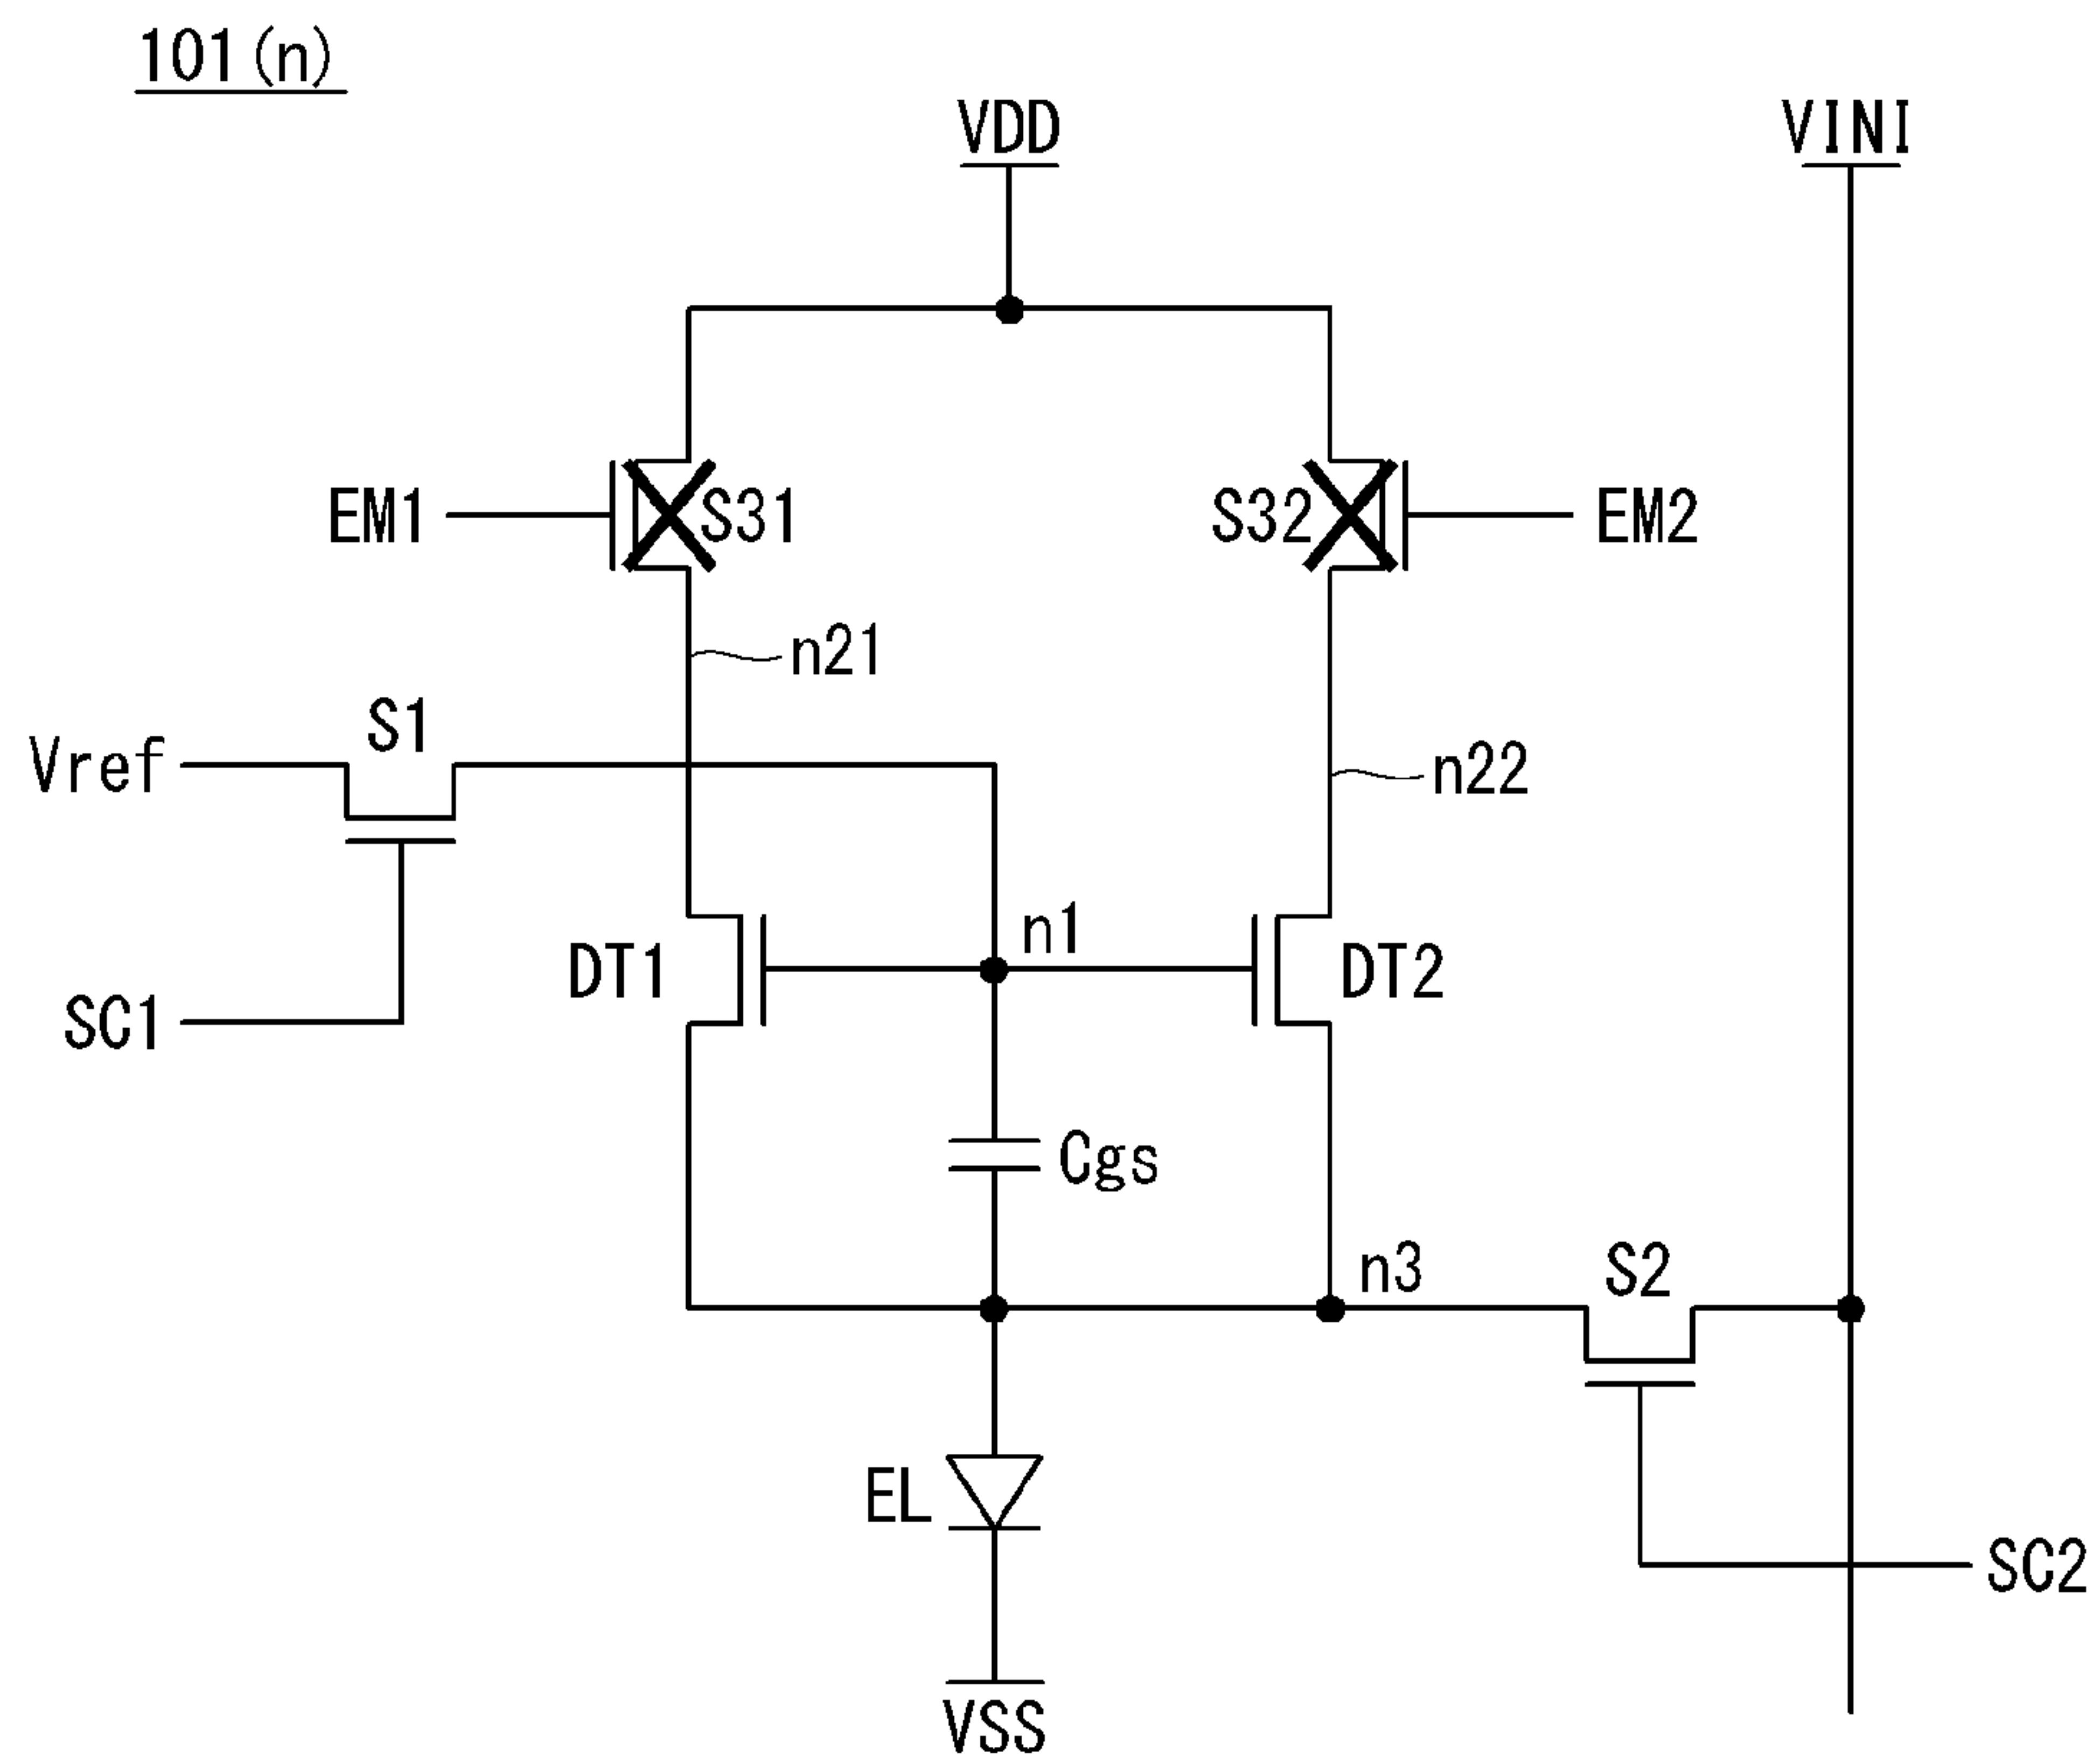 101(n)
VDD
VINI
EM1
S31
S32
EM2
n21
S1
Vref
n22
n1
DT1
DT2
SC1
Cgs
n3
S2
EL
SC2
VSS